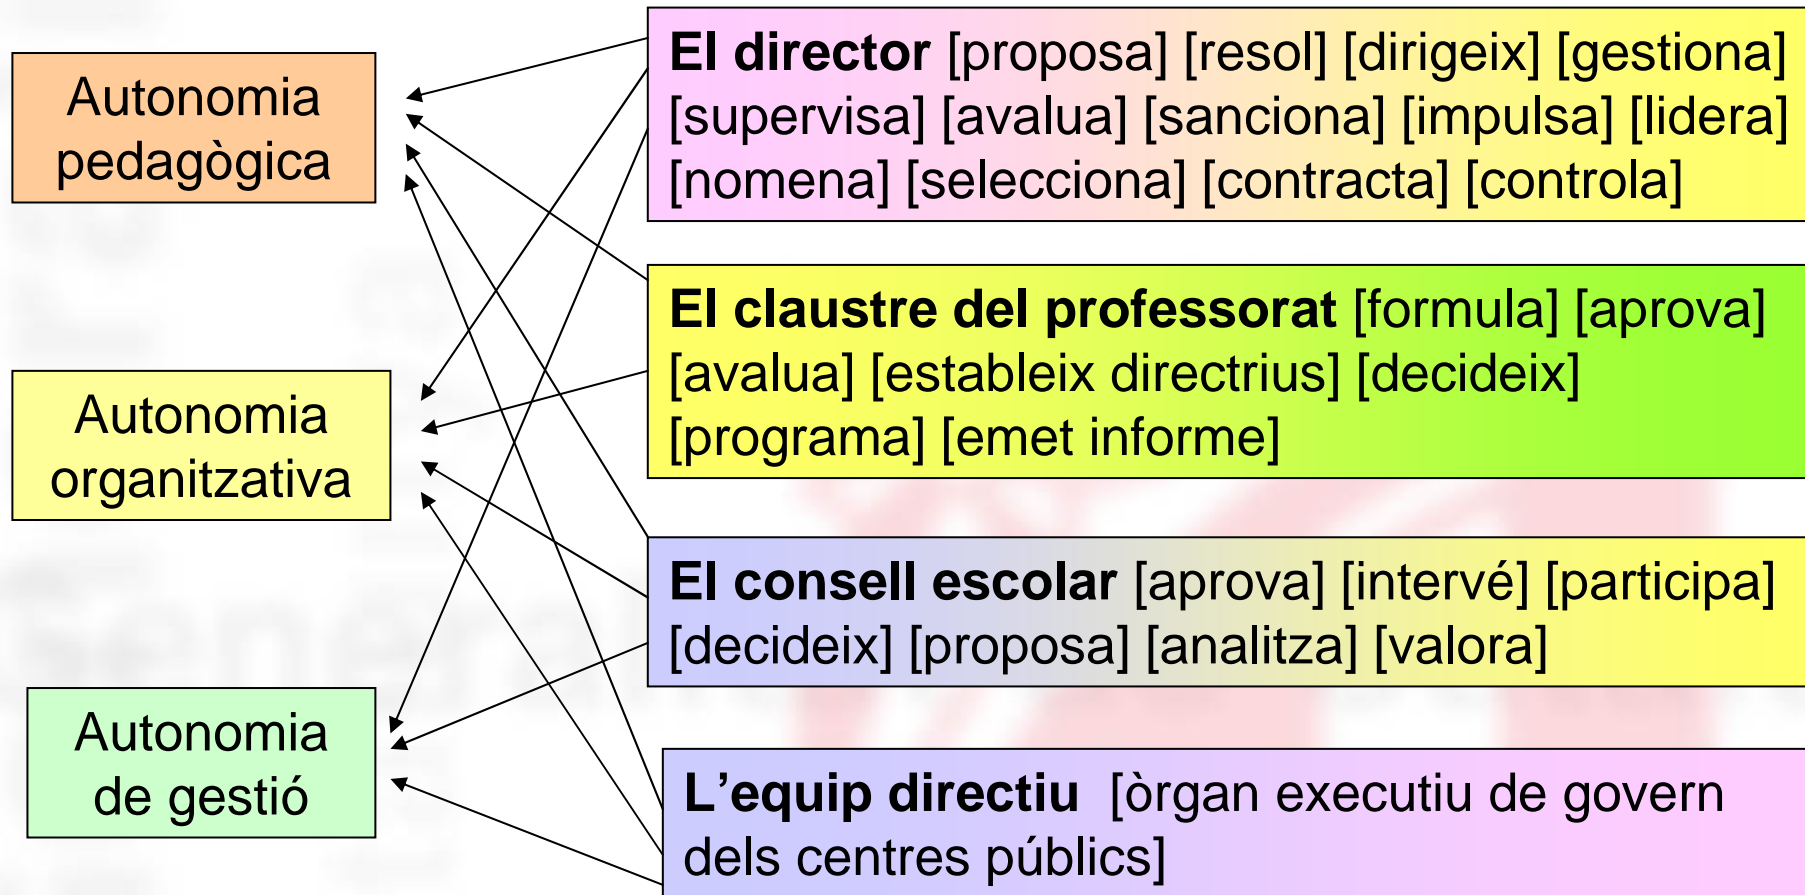 Autonomia
pedagògica
Autonomia
organitzativa
Autonomia
de gestió
El director [proposa] [resol] [dirigeix] [gestiona]
[supervisa] [avalua] [sanciona] [impulsa] [lidera]
[nomena] [selecciona] [contracta] [controla]
El claustre del professorat [formula] [aprova]
[avalua] [estableix directrius] [decideix]
[programa] [emet informe]
El consell escolar [aprova] [intervé] [participa]
[decideix] [proposa] [analitza] [valora]
L’equip directiu [òrgan executiu de govern
dels centres públics]